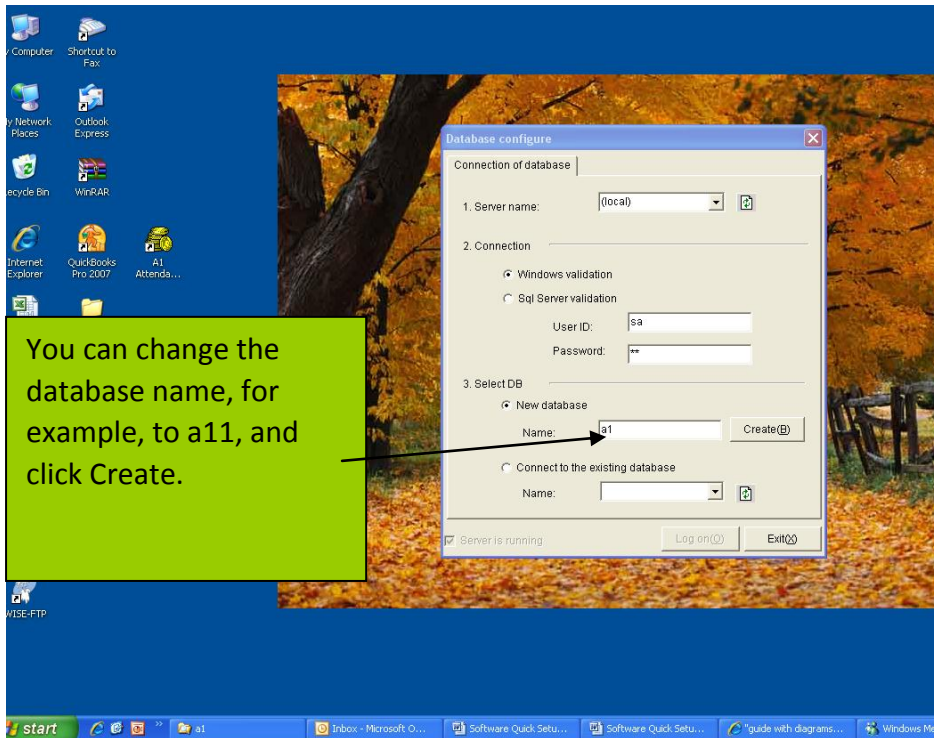 y Computer
Shortcut to
Fax
y Network
Places
Outlook
Express
ecycle Bin
WinRAR
Internet
Explorer
QuickBooks
Pro 2007
A1
Attenda...
You can change the
database name, for
example, to a11, and
click Create.
Database configure
Connection of database
1. Server name: (local)
2. Connection
Windows validation
Sql Server validation
User ID: sa
Password: **
3. Select DB
New database
Name: a1 Create(B)
Connect to the existing database
Name:
Server is running Log on(O) Exit(X)
WISE-FTP
start a1 Inbox - Microsoft O... Software Quick Setu... Software Quick Setu... "guide with diagrams... Windows Me